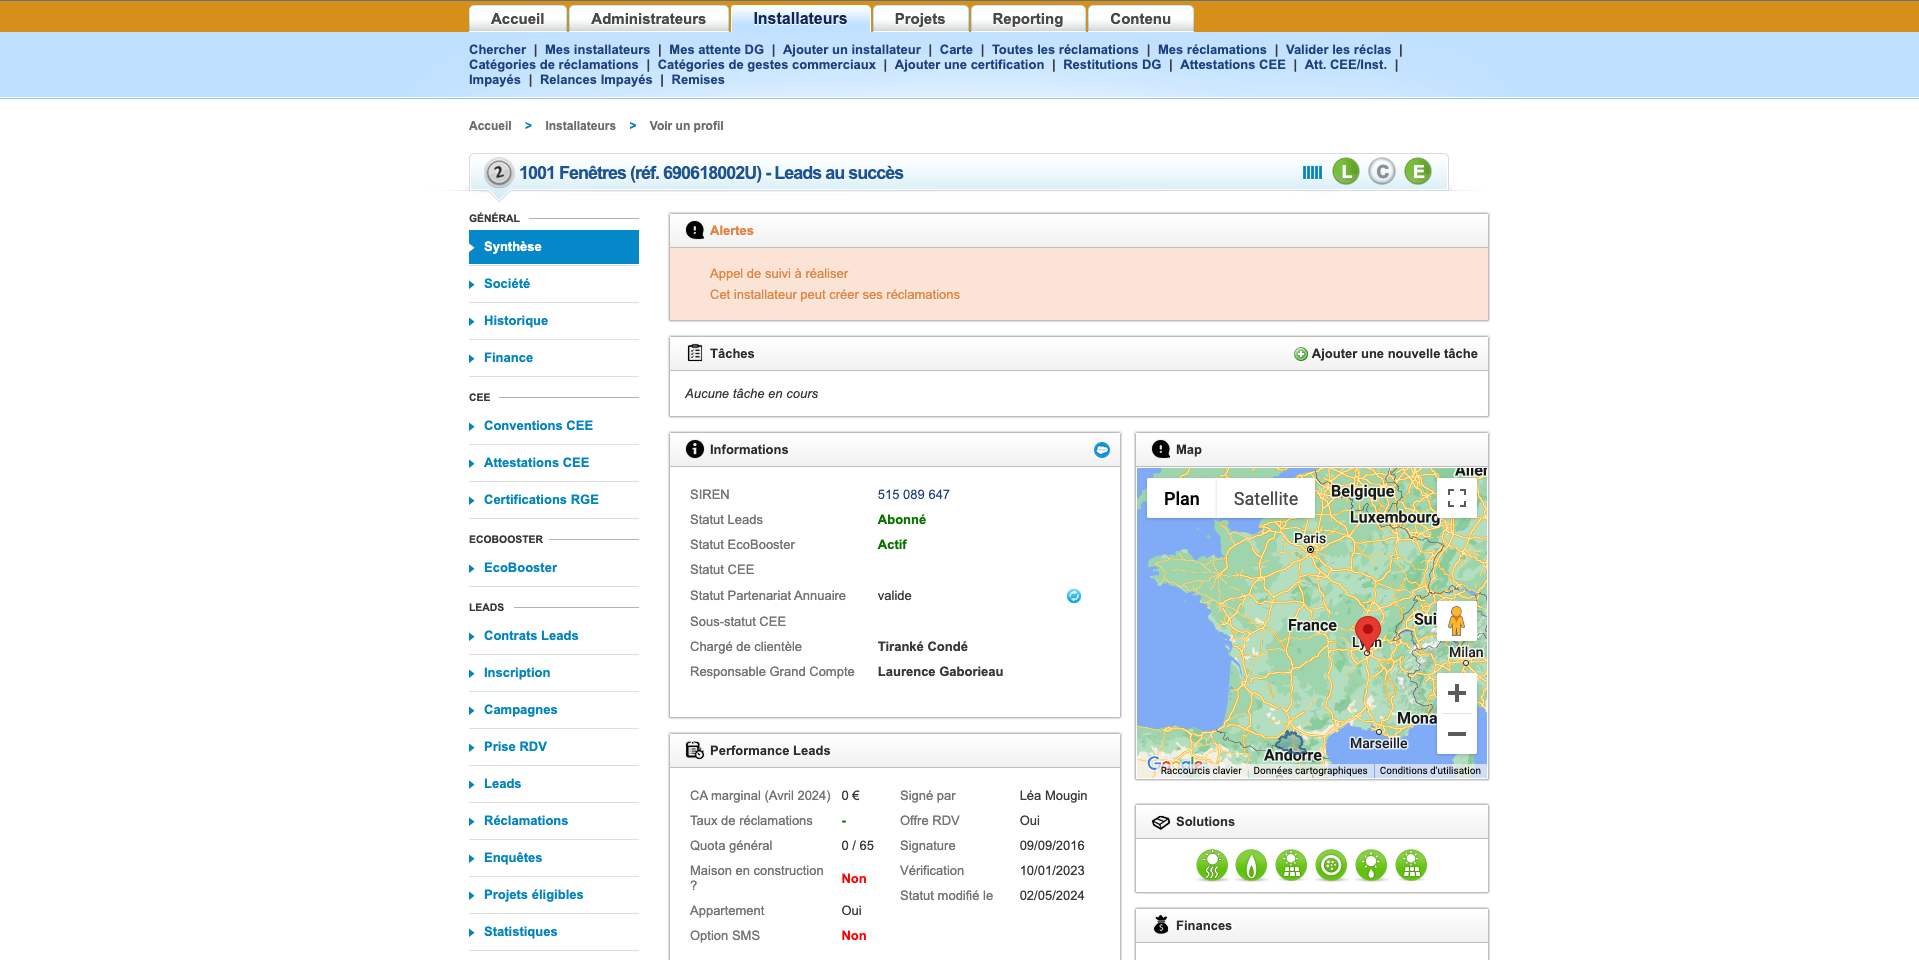 Accueil
Administrateurs
Installateurs
Projets
Reporting
Contenu
Chercher | Mes installateurs | Mes attente DG | Ajouter un installateur | Carte | Toutes les réclamations | Mes réclamations | Valider les réclas |
Catégories de réclamations | Catégories de gestes commerciaux | Ajouter une certification | Restitutions DG | Attestations CEE | Att. CEE/Inst. |
Impayés | Relances Impayés | Remises
Accueil > Installateurs > Voir un profil
2 1001 Fenêtres (réf. 690618002U) - Leads au succès
L C E
GÉNÉRAL
Synthèse
Société
Historique
Finance
CEE
Conventions CEE
Attestations CEE
Certifications RGE
ECOBOOSTER
EcoBooster
LEADS
Contrats Leads
Inscription
Campagnes
Prise RDV
Leads
Réclamations
Enquêtes
Projets éligibles
Statistiques
Alertes
Appel de suivi à réaliser
Cet installateur peut créer ses réclamations
Tâches
Ajouter une nouvelle tâche
Aucune tâche en cours
Informations
SIREN 515 089 647
Statut Leads Abonné
Statut EcoBooster Actif
Statut CEE
Statut Partenariat Annuaire valide
Sous-statut CEE
Chargé de clientèle Tiranké Condé
Responsable Grand Compte Laurence Gaborieau
Performance Leads
CA marginal (Avril 2024) 0 €
Taux de réclamations -
Quota général 0 / 65
Maison en construction
? Non
Appartement Oui
Option SMS Non
Signé par Léa Mougin
Offre RDV Oui
Signature 09/09/2016
Vérification 10/01/2023
Statut modifié le 02/05/2024
Map
Plan
Satellite
Belgique
Luxembourg
Paris
France
Lyon
Milan
Marseille
Andorre
Google
Raccourcis clavier
Données cartographiques
Conditions d'utilisation
Solutions
Finances